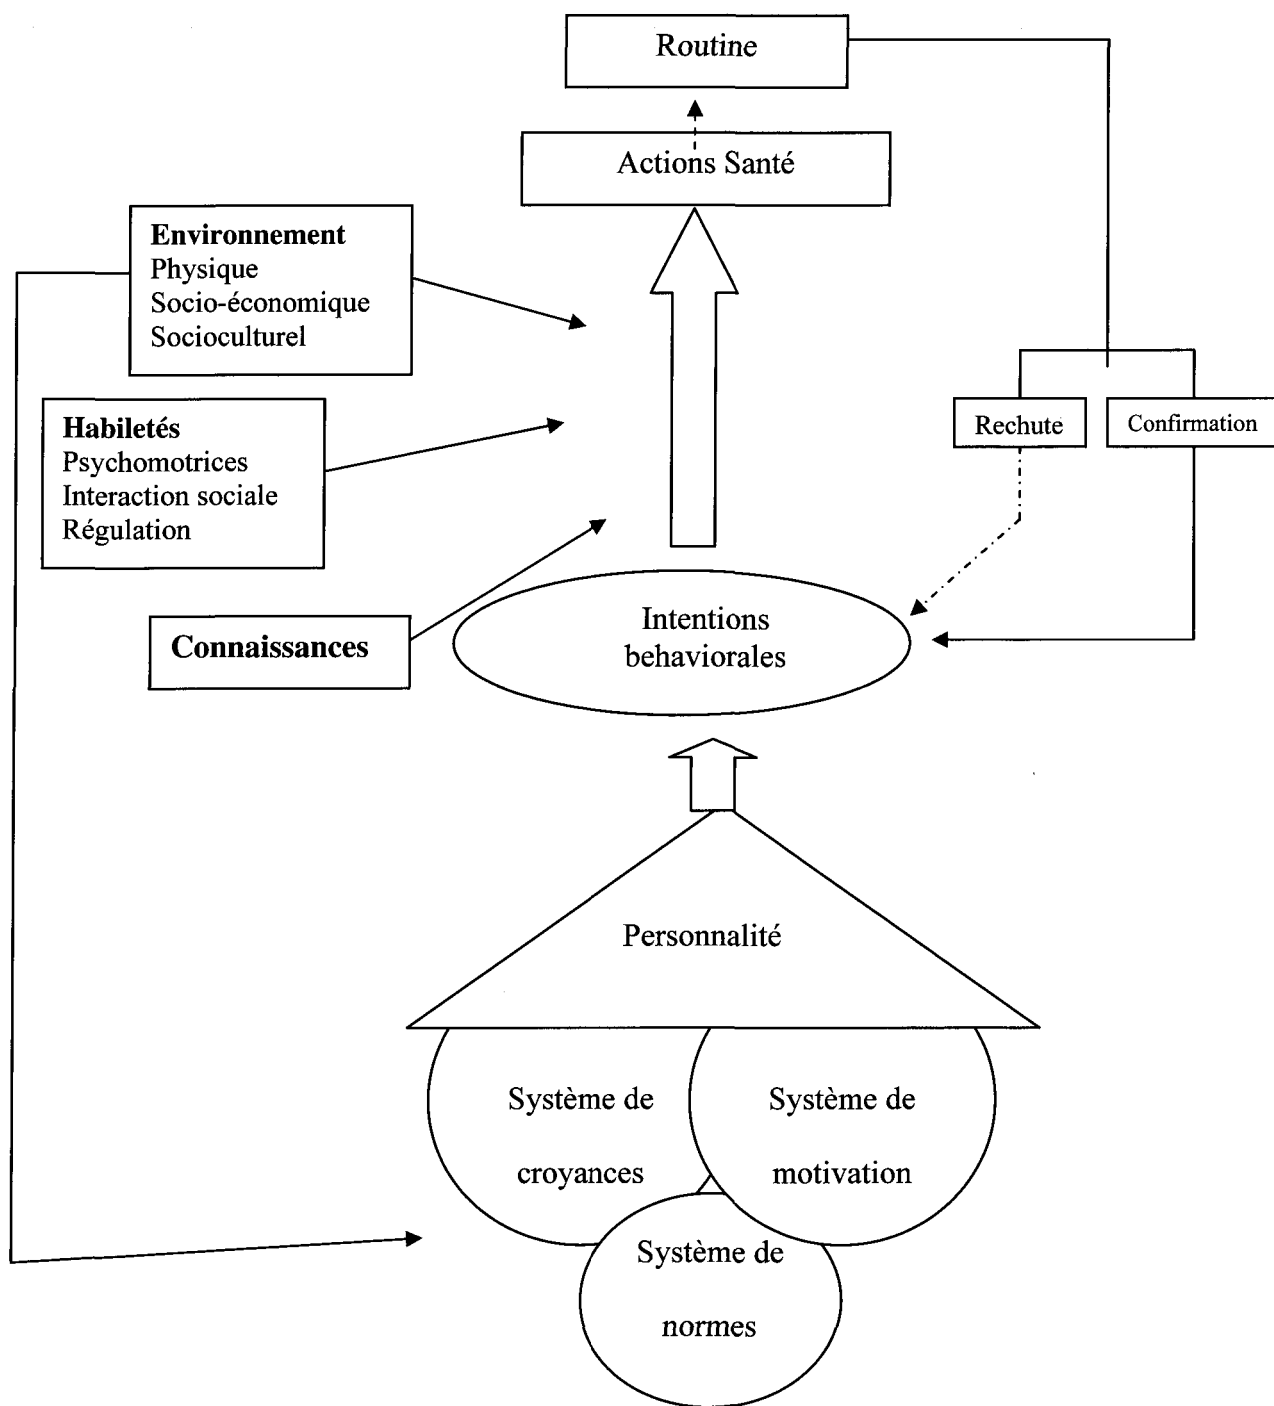 Routine
Actions Santé
Environnement
Physique
Socio-économique
Socioculturel
Habiletés
Psychomotrices
Interaction sociale
Régulation
Rechute
Confirmation
Connaissances
Intentions
behaviorales
Personnalité
Système de
croyances
Système de
motivation
Système de
normes